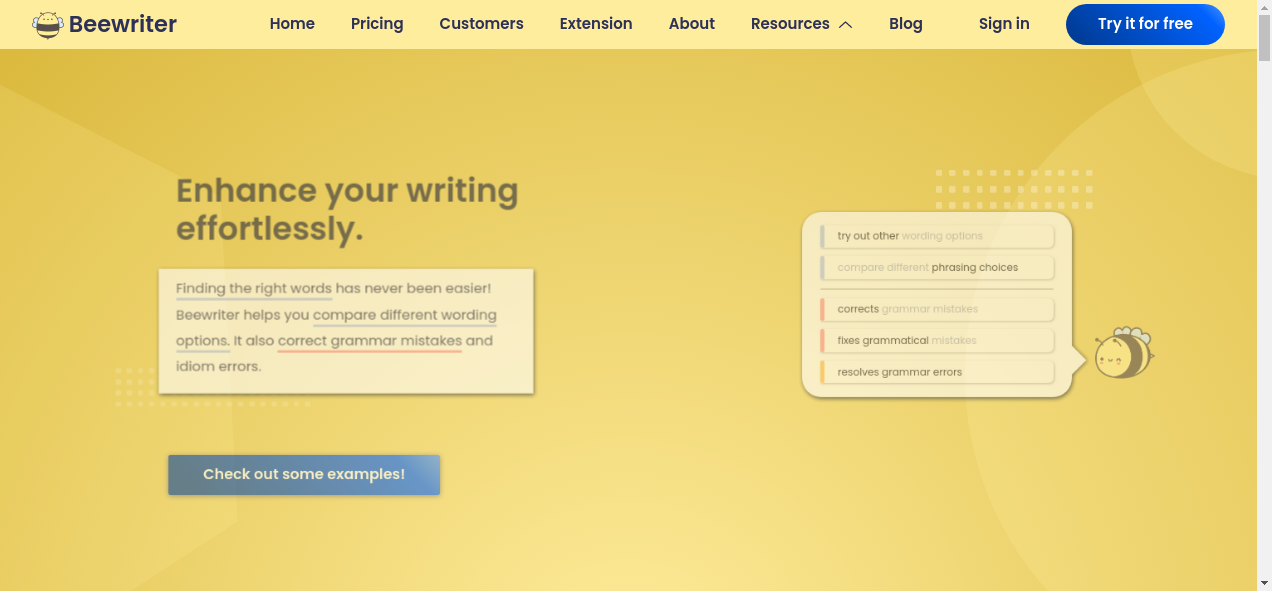 Beewriter
Home Pricing Customers Extension About Resources Blog Sign in Try it for free
Enhance your writing
effortlessly.
Finding the right words has never been easier!
Beewriter helps you compare different wording
options. It also correct grammar mistakes and
idiom errors.
Check out some examples!
try out other wording options
compare different phrasing choices
corrects grammar mistakes
fixes grammatical mistakes
resolves grammar errors